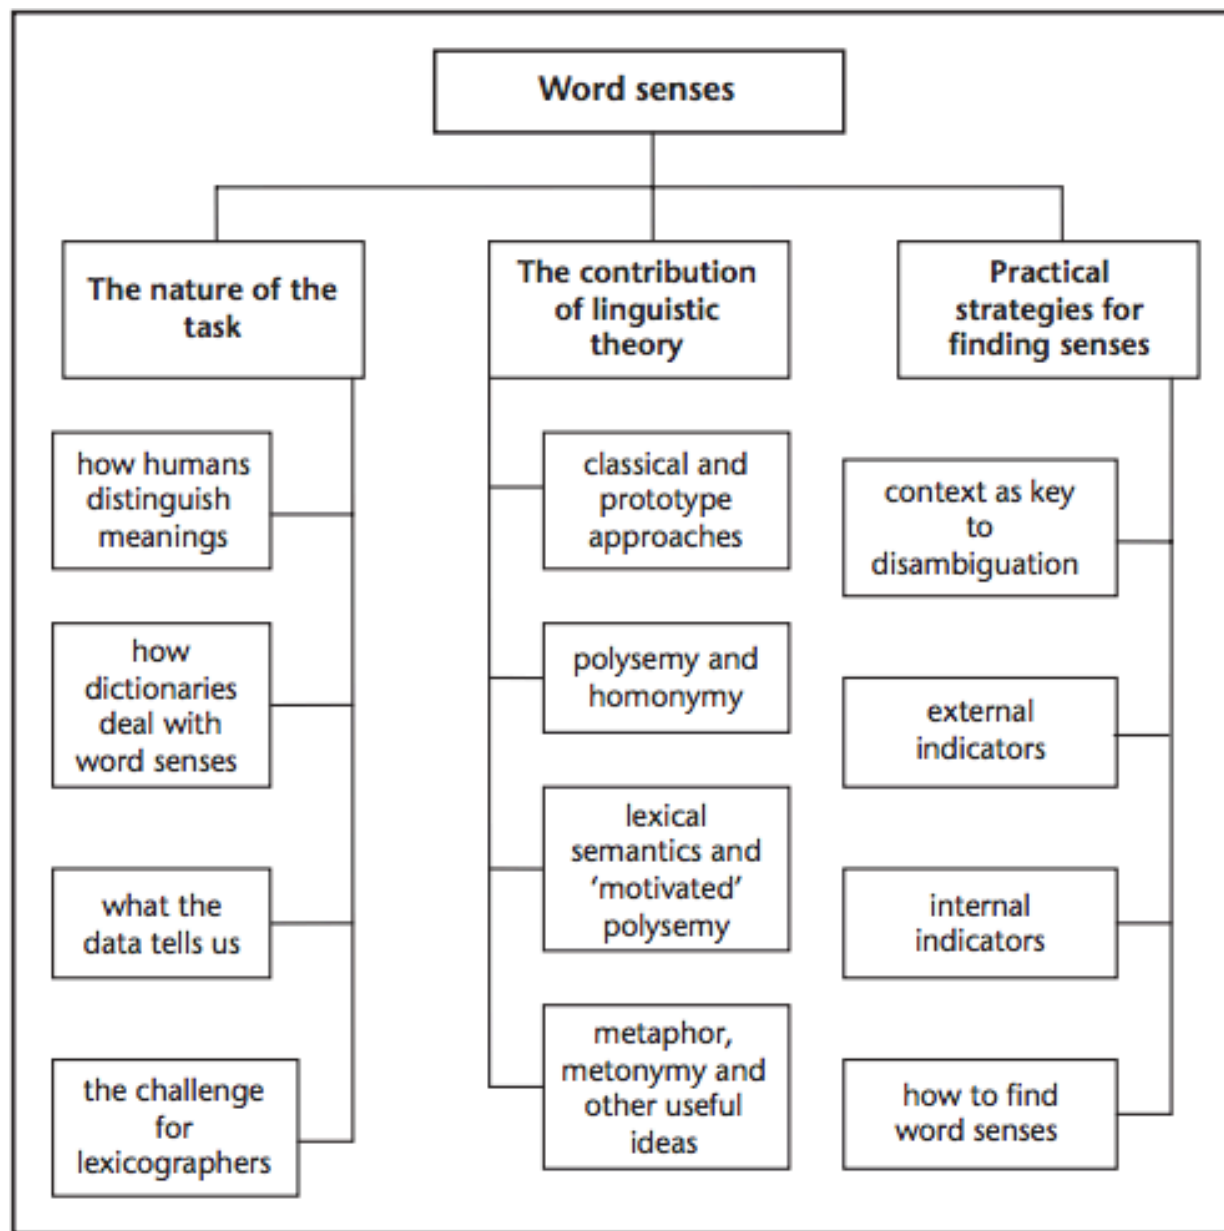 Word senses
The nature of the
task
how humans
distinguish
meanings
how
dictionaries
deal with
word senses
what the
data tells us
the challenge
for
lexicographers
The contribution
of linguistic
theory
classical and
prototype
approaches
polysemy and
homonymy
lexical
semantics and
‘motivated’
polysemy
metaphor,
metonymy and
other useful
ideas
Practical
strategies for
finding senses
context as key
to
disambiguation
external
indicators
internal
indicators
how to find
word senses